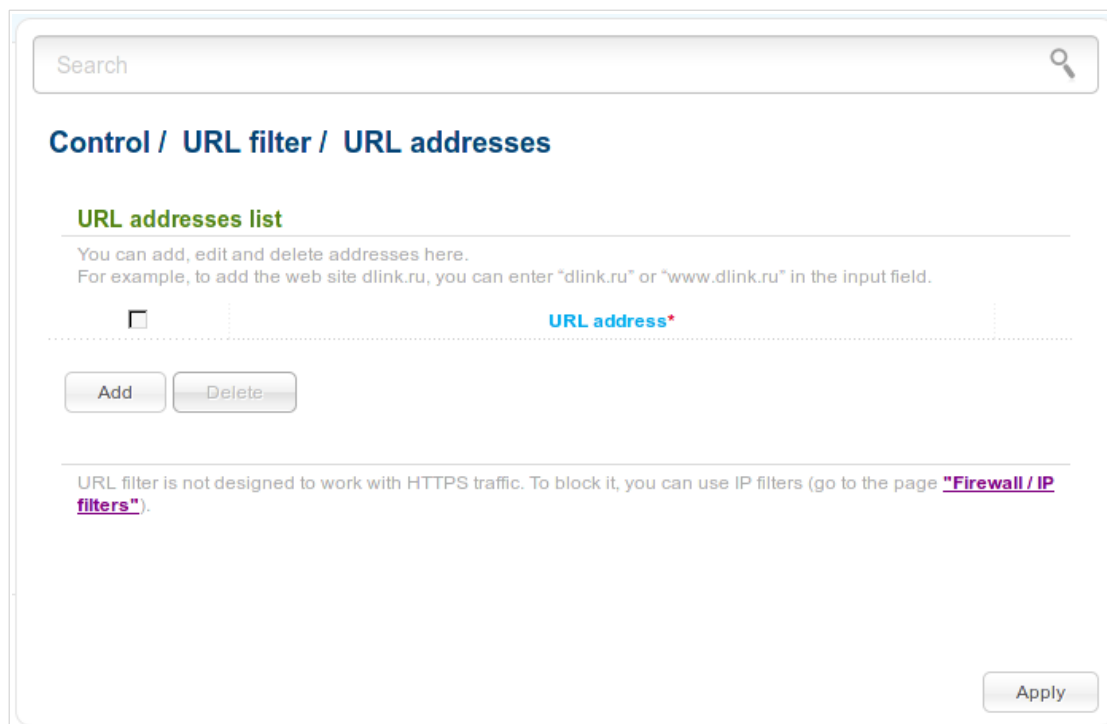 Search
Control / URL filter / URL addresses
URL addresses list
You can add, edit and delete addresses here.
For example, to add the web site dlink.ru, you can enter “dlink.ru” or “www.dlink.ru” in the input field.
URL address*
Add Delete
URL filter is not designed to work with HTTPS traffic. To block it, you can use IP filters (go to the page "Firewall / IP
filters").
Apply